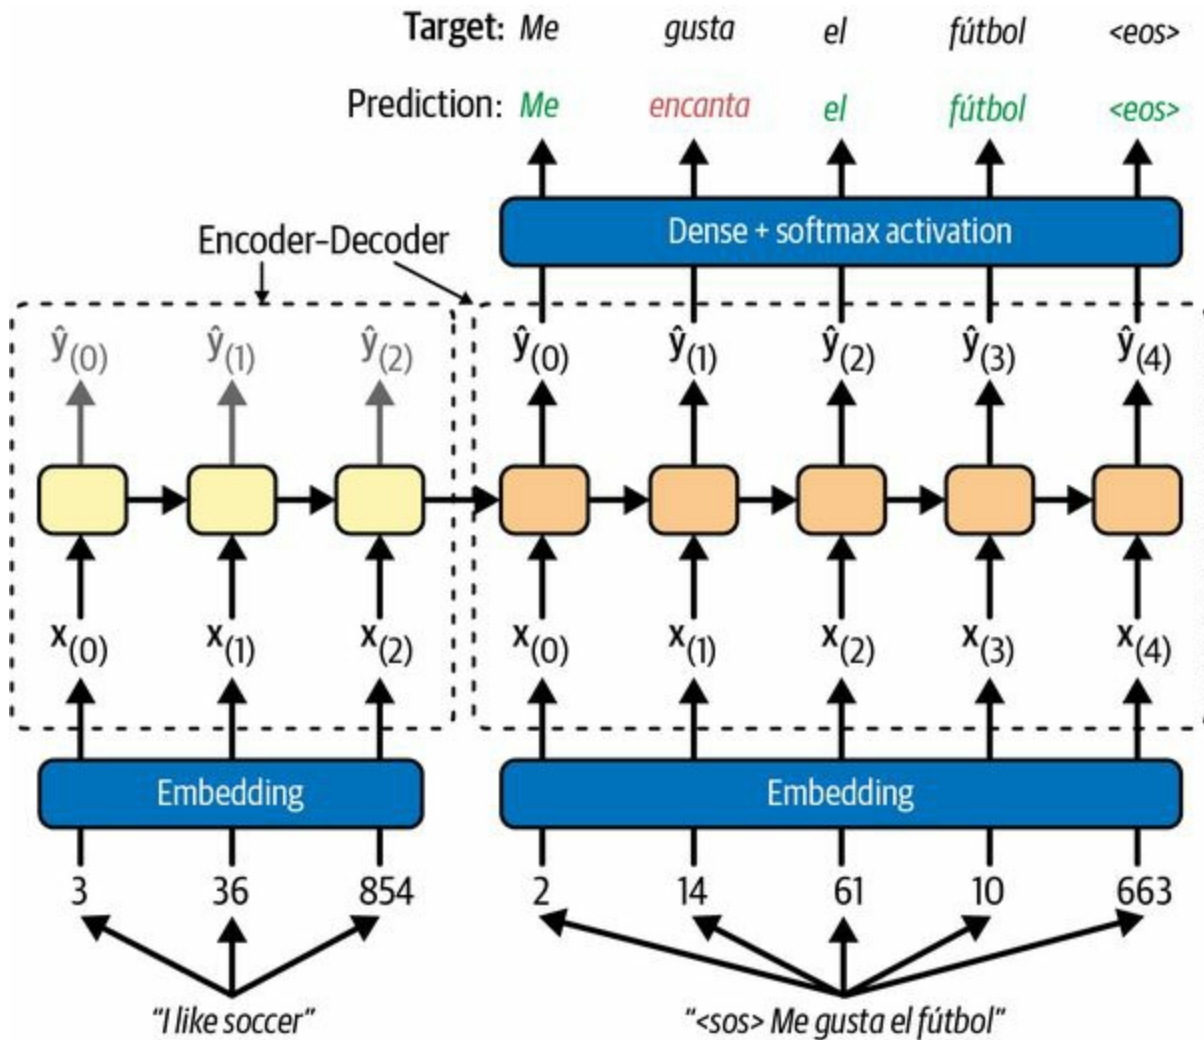 Target: Me gusta el fútbol <eos>
Prediction: Me encanta el fútbol <eos>
Dense + softmax activation
Encoder–Decoder
ŷ(0) ŷ(1) ŷ(2) ŷ(0) ŷ(1) ŷ(2) ŷ(3) ŷ(4)
x(0) x(1) x(2) x(0) x(1) x(2) x(3) x(4)
Embedding Embedding
3 36 854 2 14 61 10 663
“I like soccer” “<sos> Me gusta el fútbol”